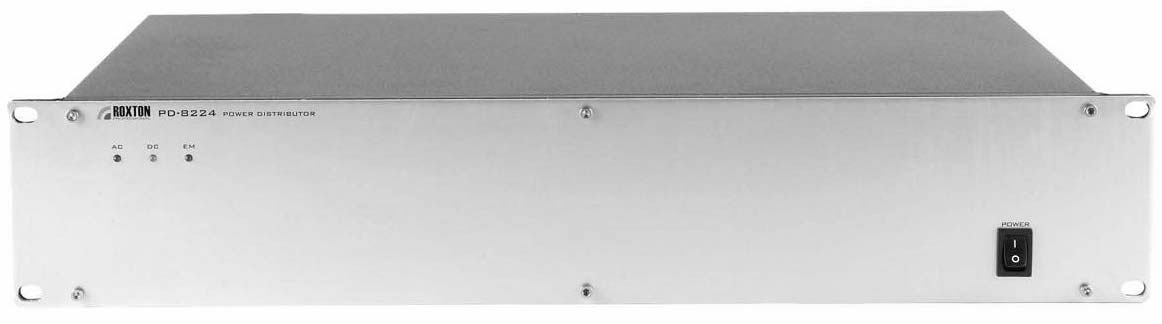 ROXTON PD-8224 POWER DISTRIBUTOR
AC DC EM
POWER
I
O